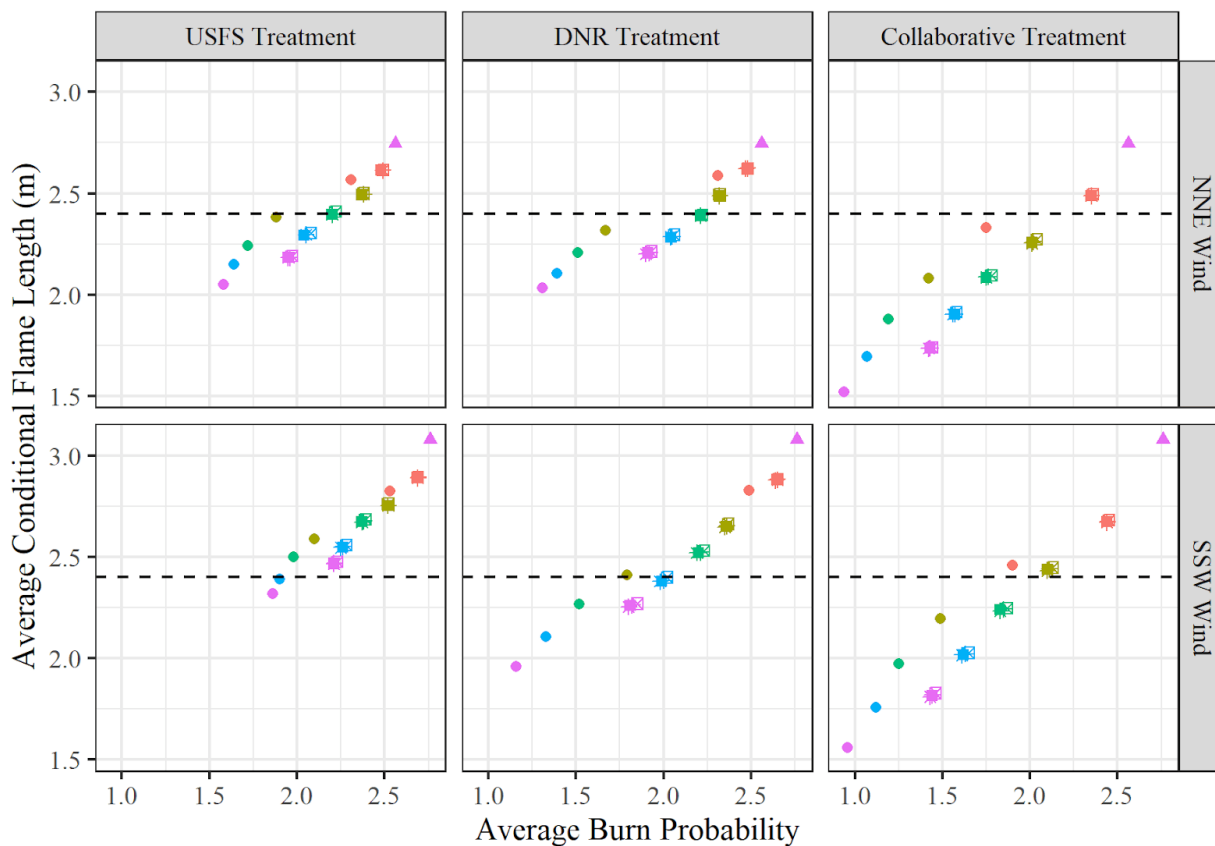 USFS Treatment
DNR Treatment
Collaborative Treatment
Average Conditional Flame Length (m)
3.0
2.5
2.0
1.5
NNE Wind
3.0
2.5
2.0
1.5
SSW Wind
1.0 1.5 2.0 2.5
1.0 1.5 2.0 2.5
1.0 1.5 2.0 2.5
Average Burn Probability